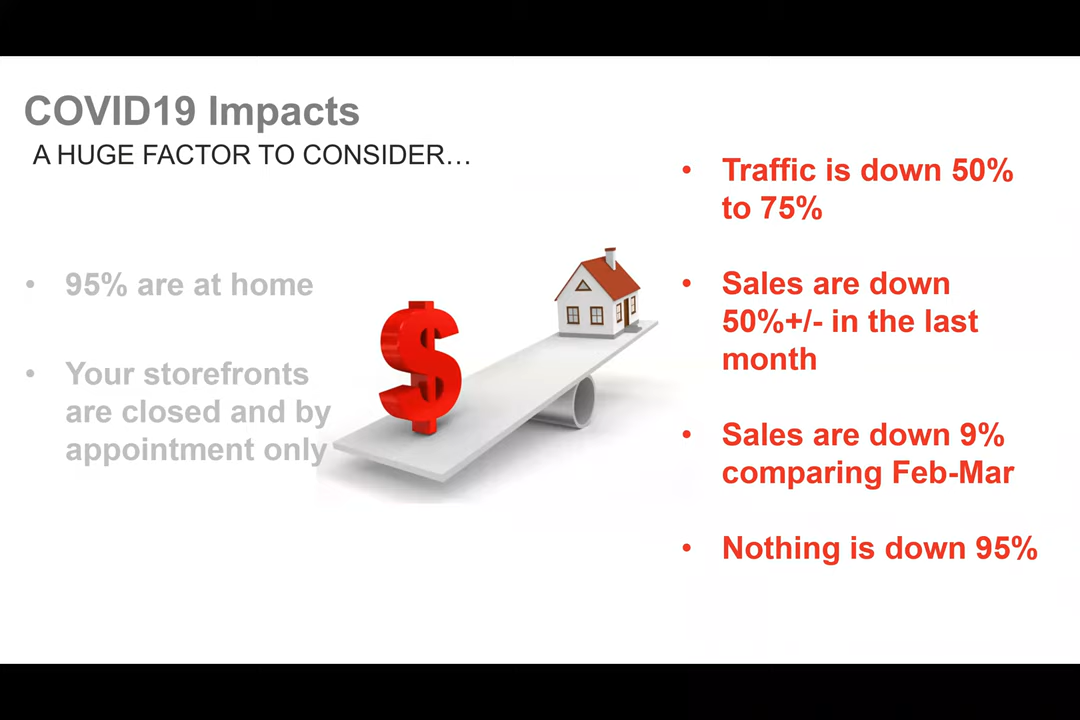 COVID19 Impacts
A HUGE FACTOR TO CONSIDER…
• 95% are at home
• Your storefronts
are closed and by
appointment only
$
• Traffic is down 50%
to 75%
• Sales are down
50%+/- in the last
month
• Sales are down 9%
comparing Feb-Mar
• Nothing is down 95%